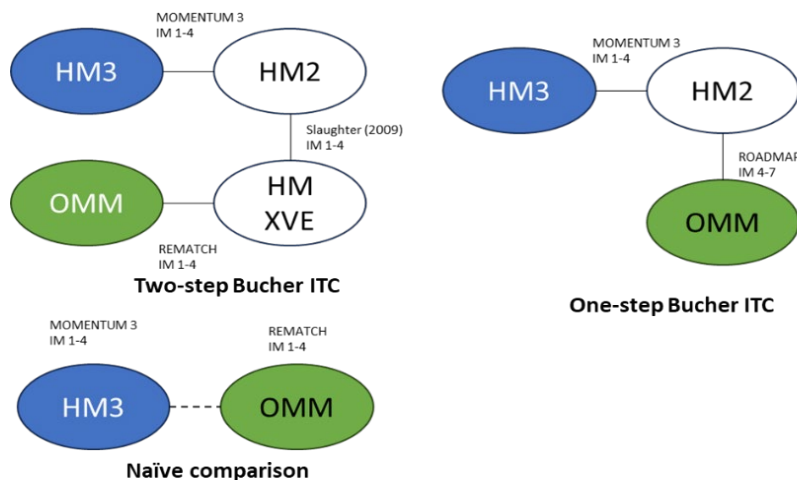 MOMENTUM 3
IM 1-4
HM3
HM2
Slaughter (2009)
IM 1-4
OMM
HM
XVE
REMATCH
IM 1-4
Two-step Bucher ITC
MOMENTUM 3
IM 1-4
HM3
HM2
ROADMAP
IM 4-7
OMM
One-step Bucher ITC
MOMENTUM 3
IM 1-4
REMATCH
IM 1-4
HM3
OMM
Naïve comparison